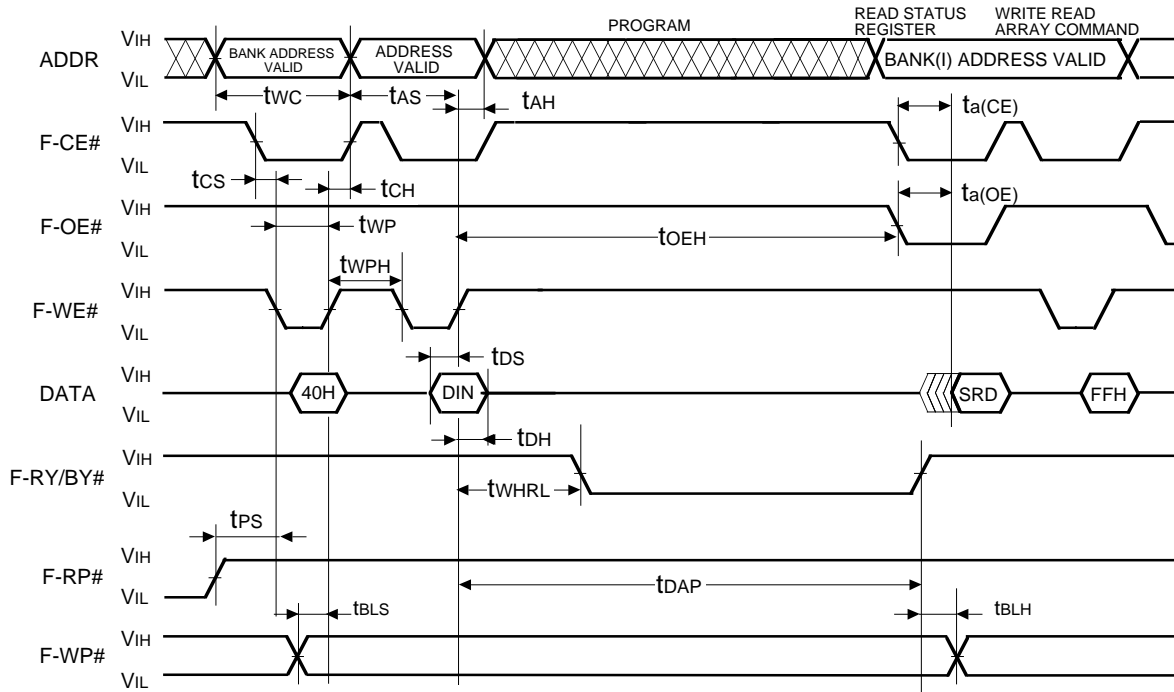 PROGRAM
READ STATUS REGISTER
WRITE READ ARRAY COMMAND
ADDR
VIH
VIL
BANK ADDRESS VALID
ADDRESS VALID
BANK(I) ADDRESS VALID
tWC
tAS
tAH
ta(CE)
F-CE#
VIH
VIL
tCS
tCH
ta(OE)
F-OE#
VIH
VIL
tWP
tOEH
tWPH
F-WE#
VIH
VIL
tDS
DATA
VIH
VIL
40H
DIN
SRD
FFH
tDH
F-RY/BY#
VIH
VIL
tWHRL
tPS
F-RP#
VIH
VIL
tDAP
tBLS
tBLH
F-WP#
VIH
VIL